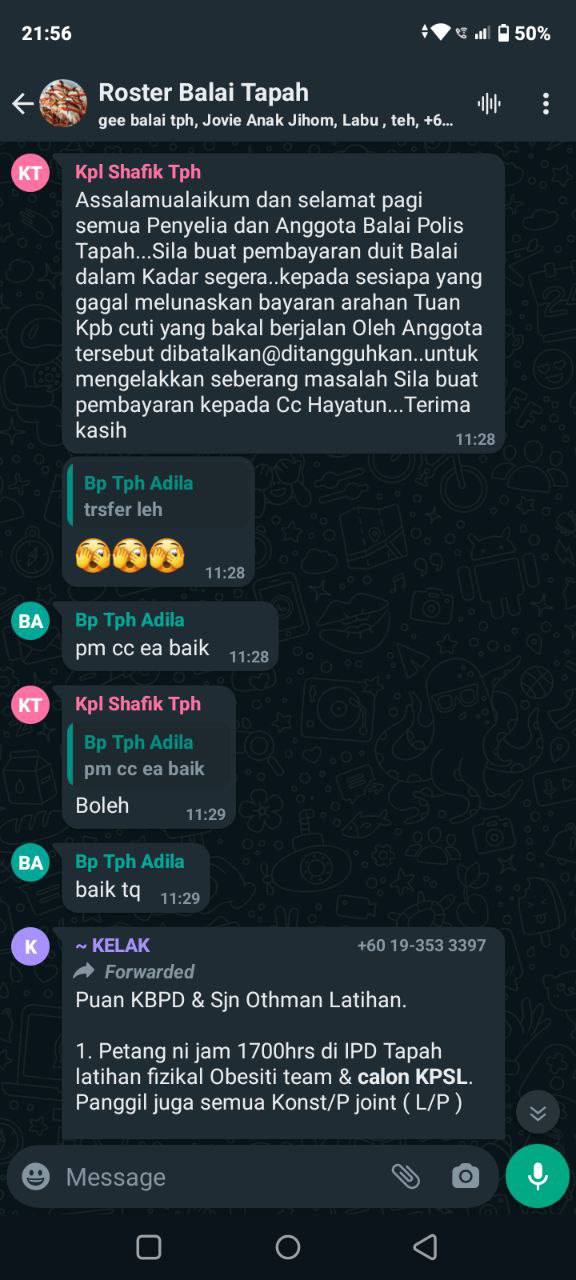 21:56
50%
Roster Balai Tapah
gee balai tph, Jovie Anak Jihom, Labu , teh, +6...
KT
Kpl Shafik Tph
Assalamualaikum dan selamat pagi
semua Penyelia dan Anggota Balai Polis
Tapah...Sila buat pembayaran duit Balai
dalam Kadar segera..kepada sesiapa yang
gagal melunaskan bayaran arahan Tuan
Kpb cuti yang bakal berjalan Oleh Anggota
tersebut dibatalkan@ditangguhkan..untuk
mengelakkan seberang masalah Sila buat
pembayaran kepada Cc Hayatun...Terima
kasih
11:28
Bp Tph Adila
trsfer leh
🫣🫣🫣
11:28
BA
Bp Tph Adila
pm cc ea baik
11:28
KT
Kpl Shafik Tph
Bp Tph Adila
pm cc ea baik
Boleh
11:29
BA
Bp Tph Adila
baik tq
11:29
K
~ KELAK
+60 19-353 3397
Forwarded
Puan KBPD & Sjn Othman Latihan.
1. Petang ni jam 1700hrs di IPD Tapah
latihan fizikal Obesiti team & calon KPSL.
Panggil juga semua Konst/P joint ( L/P )
Message